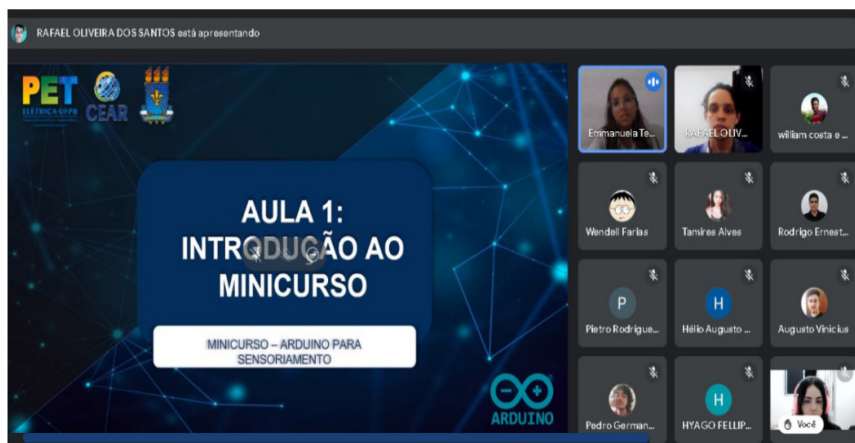 RAFAEL OLIVEIRA DOS SANTOS está apresentando
PET
ELÉTRICA-UFPB
CEAR
AULA 1:
INTRODUÇÃO AO
MINICURSO
MINICURSO – ARDUINO PARA
SENSORIAMENTO
ARDUINO
Emmanuela Te...
RAFAEL OLIV...
william costa e ...
Wendell Farias
Tamires Alves
Rodrigo Ernest...
P
Pietro Rodrigue...
H
Hélio Augusto ...
Augusto Vinicius
Pedro German...
H
HYAGO FELLIP...
Você